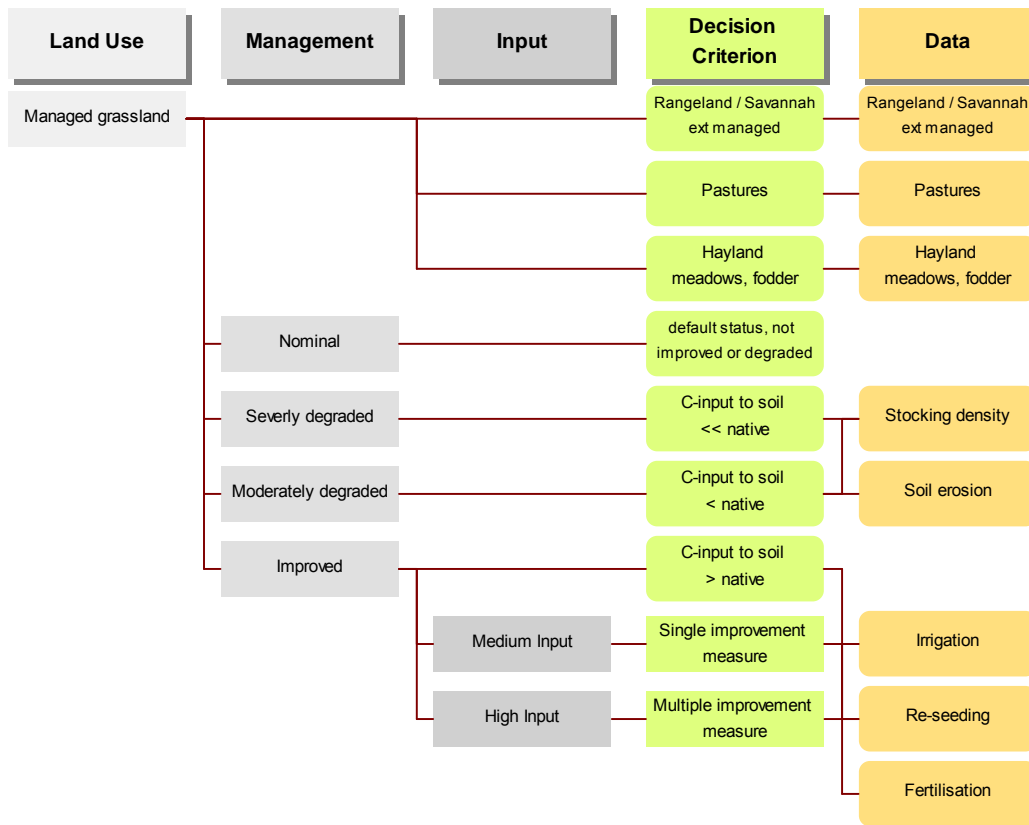 Land Use
Management
Input
Decision
Criterion
Data
Managed grassland
Rangeland / Savannah
ext managed
Rangeland / Savannah
ext managed
Pastures
Pastures
Hayland
meadows, fodder
Hayland
meadows, fodder
Nominal
default status, not
improved or degraded
Severly degraded
C-input to soil
<< native
Stocking density
Moderately degraded
C-input to soil
< native
Soil erosion
Improved
C-input to soil
> native
Medium Input
Single improvement
measure
Irrigation
High Input
Multiple improvement
measure
Re-seeding
Fertilisation